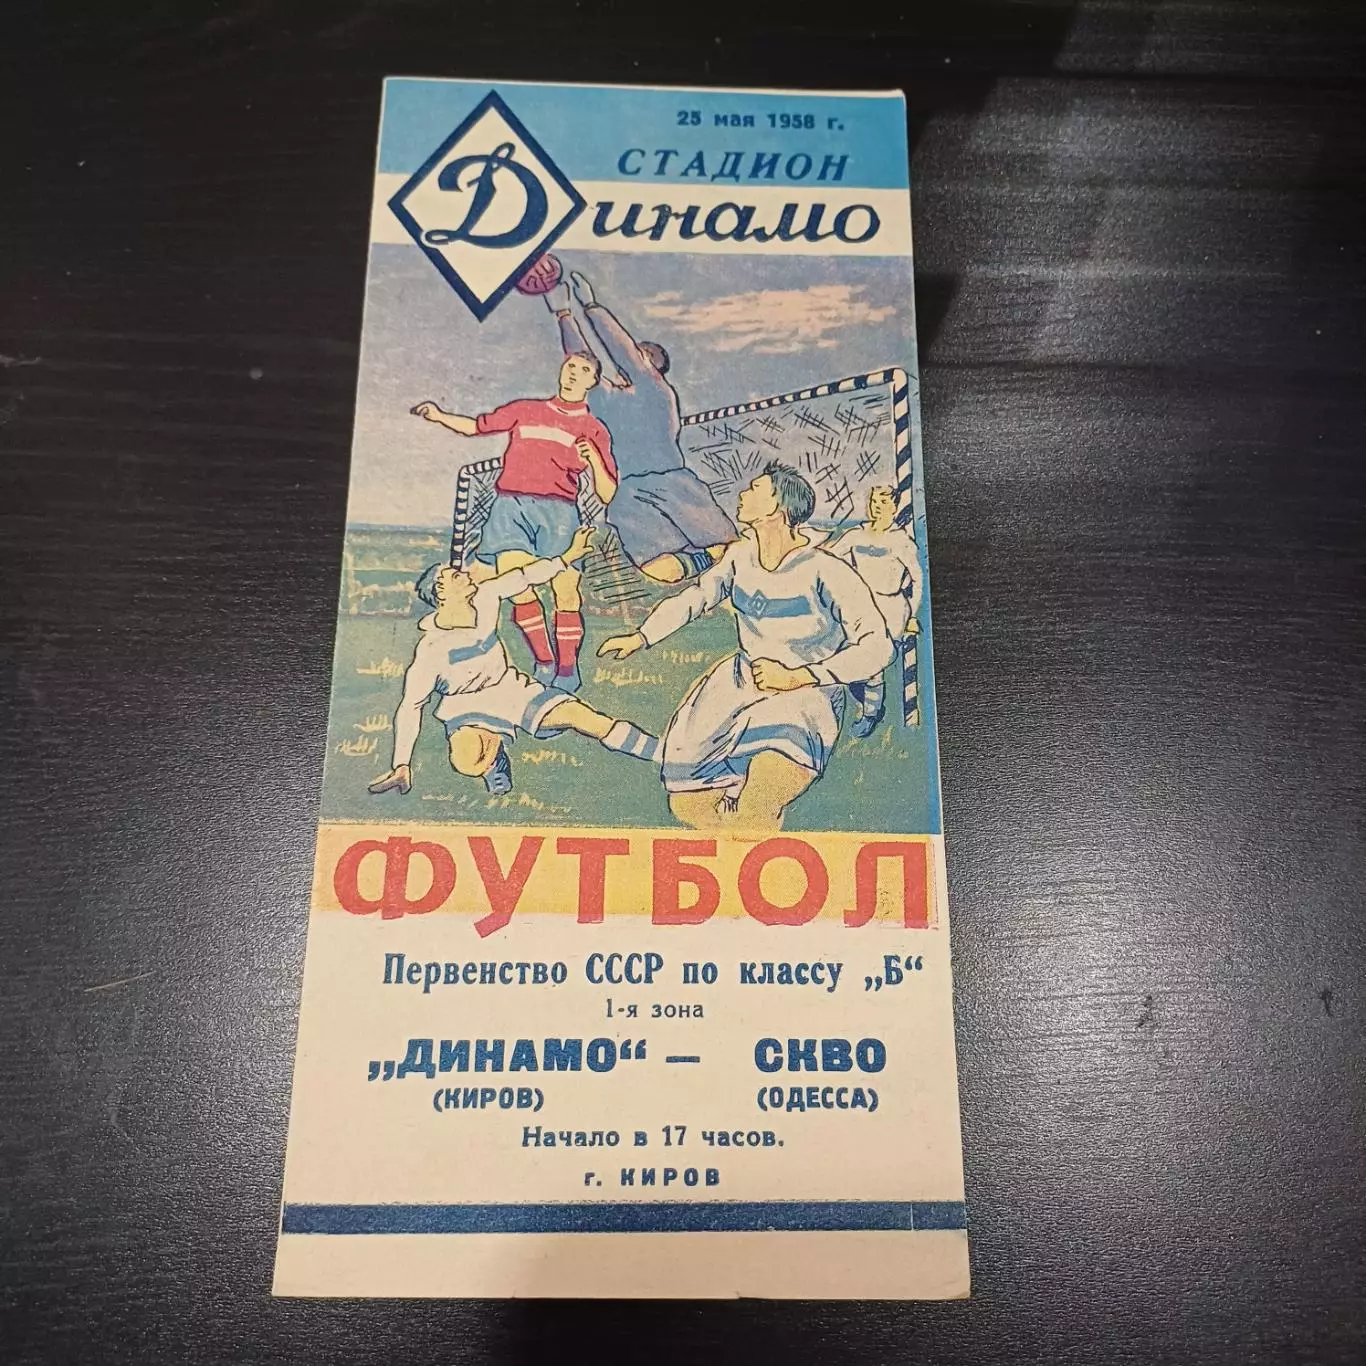 25 мая 1958 г.
СТАДИОН
Динамо
ФУТБОЛ
Первенство СССР по классу „Б“
1-я зона
„ДИНАМО“ — СКВО
(КИРОВ) (ОДЕССА)
Начало в 17 часов.
г. КИРОВ